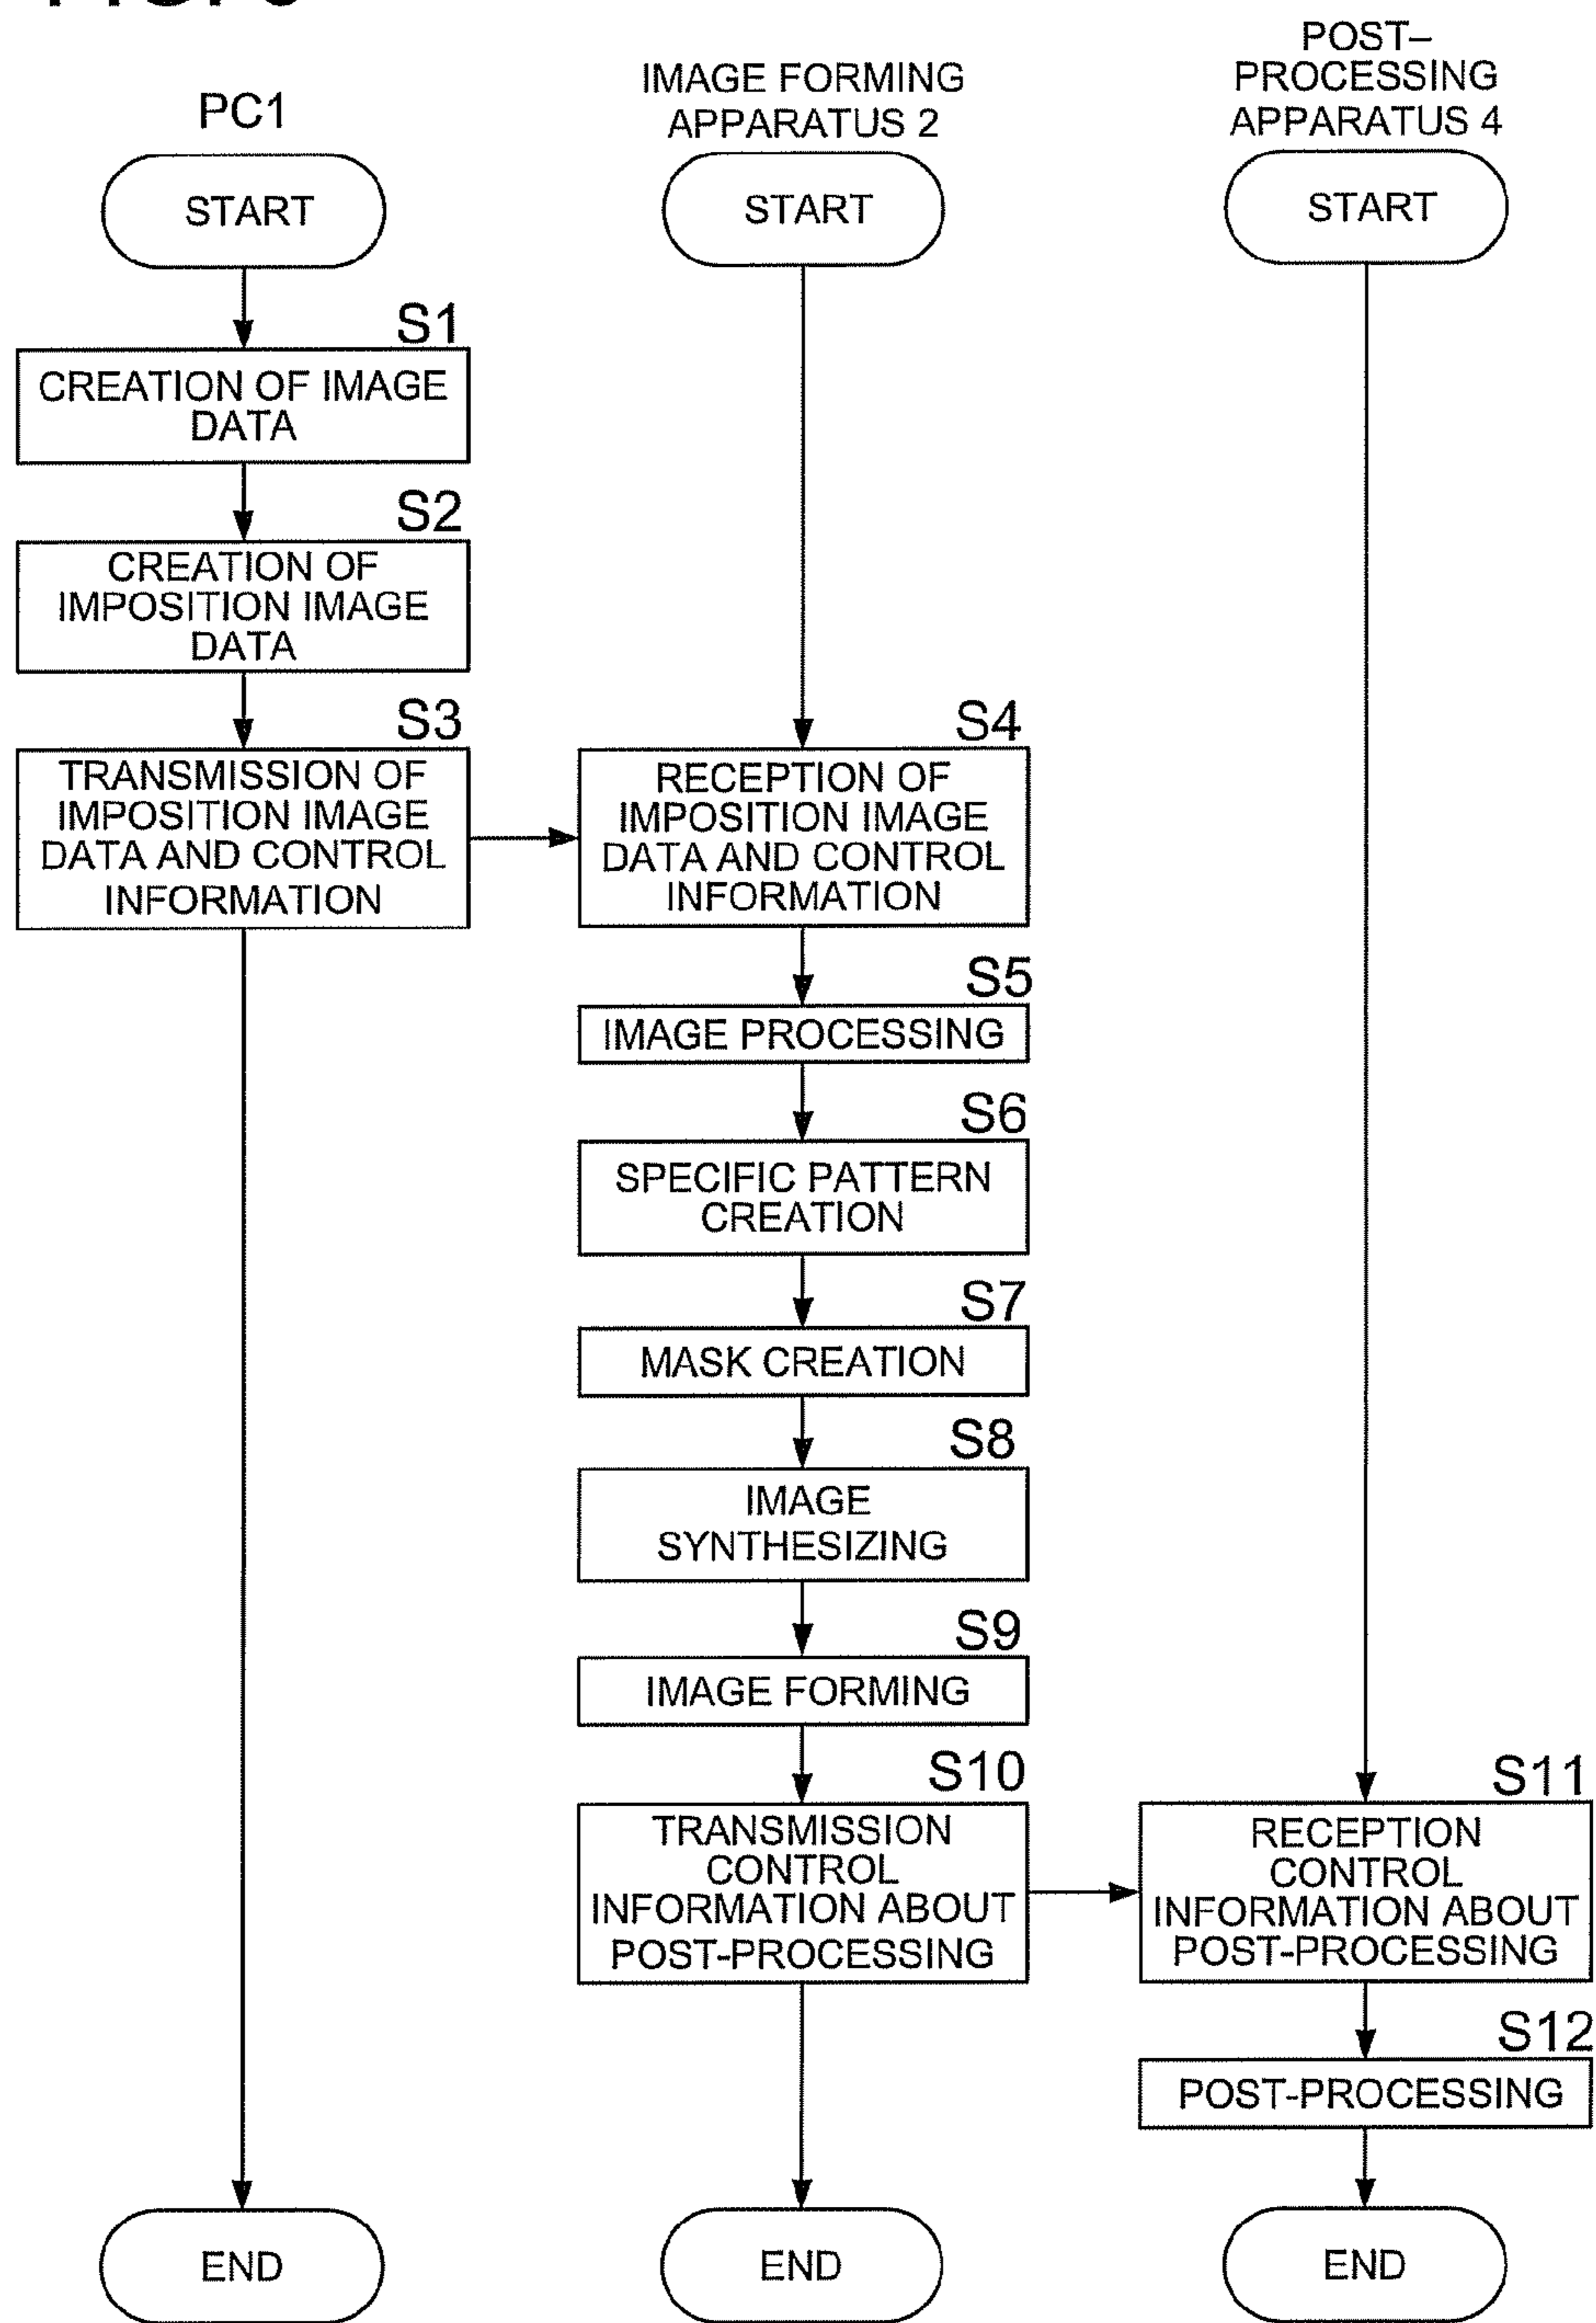 PC1
START
S1
CREATION OF IMAGE
DATA
S2
CREATION OF
IMPOSITION IMAGE
DATA
S3
TRANSMISSION OF
IMPOSITION IMAGE
DATA AND CONTROL
INFORMATION
END
IMAGE FORMING
APPARATUS 2
START
S4
RECEPTION OF
IMPOSITION IMAGE
DATA AND CONTROL
INFORMATION
S5
IMAGE PROCESSING
S6
SPECIFIC PATTERN
CREATION
S7
MASK CREATION
S8
IMAGE
SYNTHESIZING
S9
IMAGE FORMING
S10
TRANSMISSION
CONTROL
INFORMATION ABOUT
POST-PROCESSING
END
POST–
PROCESSING
APPARATUS 4
START
S11
RECEPTION
CONTROL
INFORMATION ABOUT
POST-PROCESSING
S12
POST-PROCESSING
END